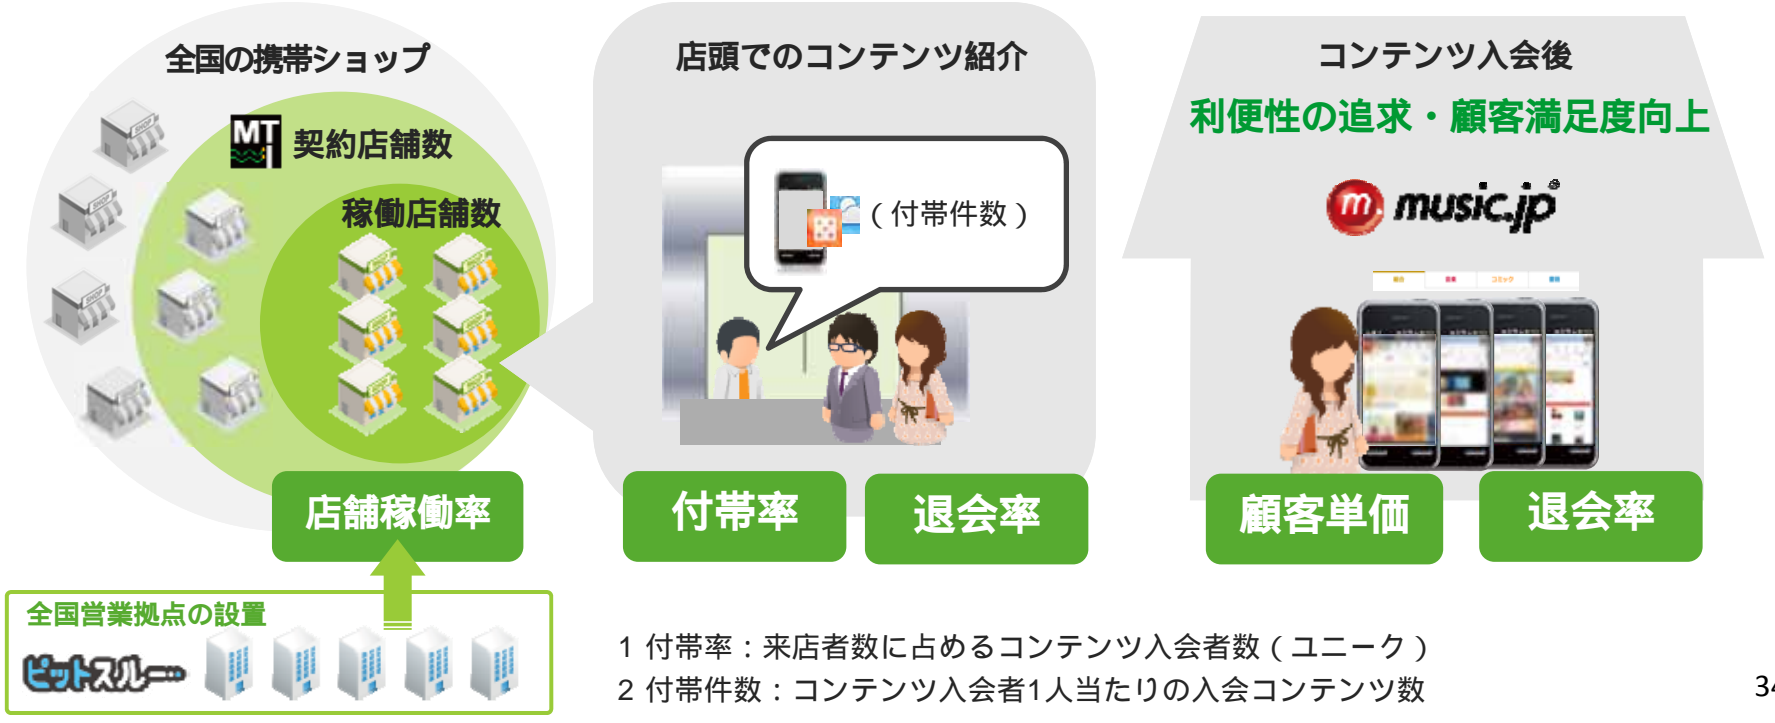 全国の携帯ショップ
MTI 契約店舗数
稼働店舗数
店舗稼働率
全国営業拠点の設置
ピットスルー
店頭でのコンテンツ紹介
(付帯件数)
付帯率
退会率
コンテンツ入会後
利便性の追求・顧客満足度向上
m. music.jp
コミック
顧客単価
退会率
1 付帯率:来店者数に占めるコンテンツ入会者数(ユニーク)
2 付帯件数:コンテンツ入会者1人当たりの入会コンテンツ数